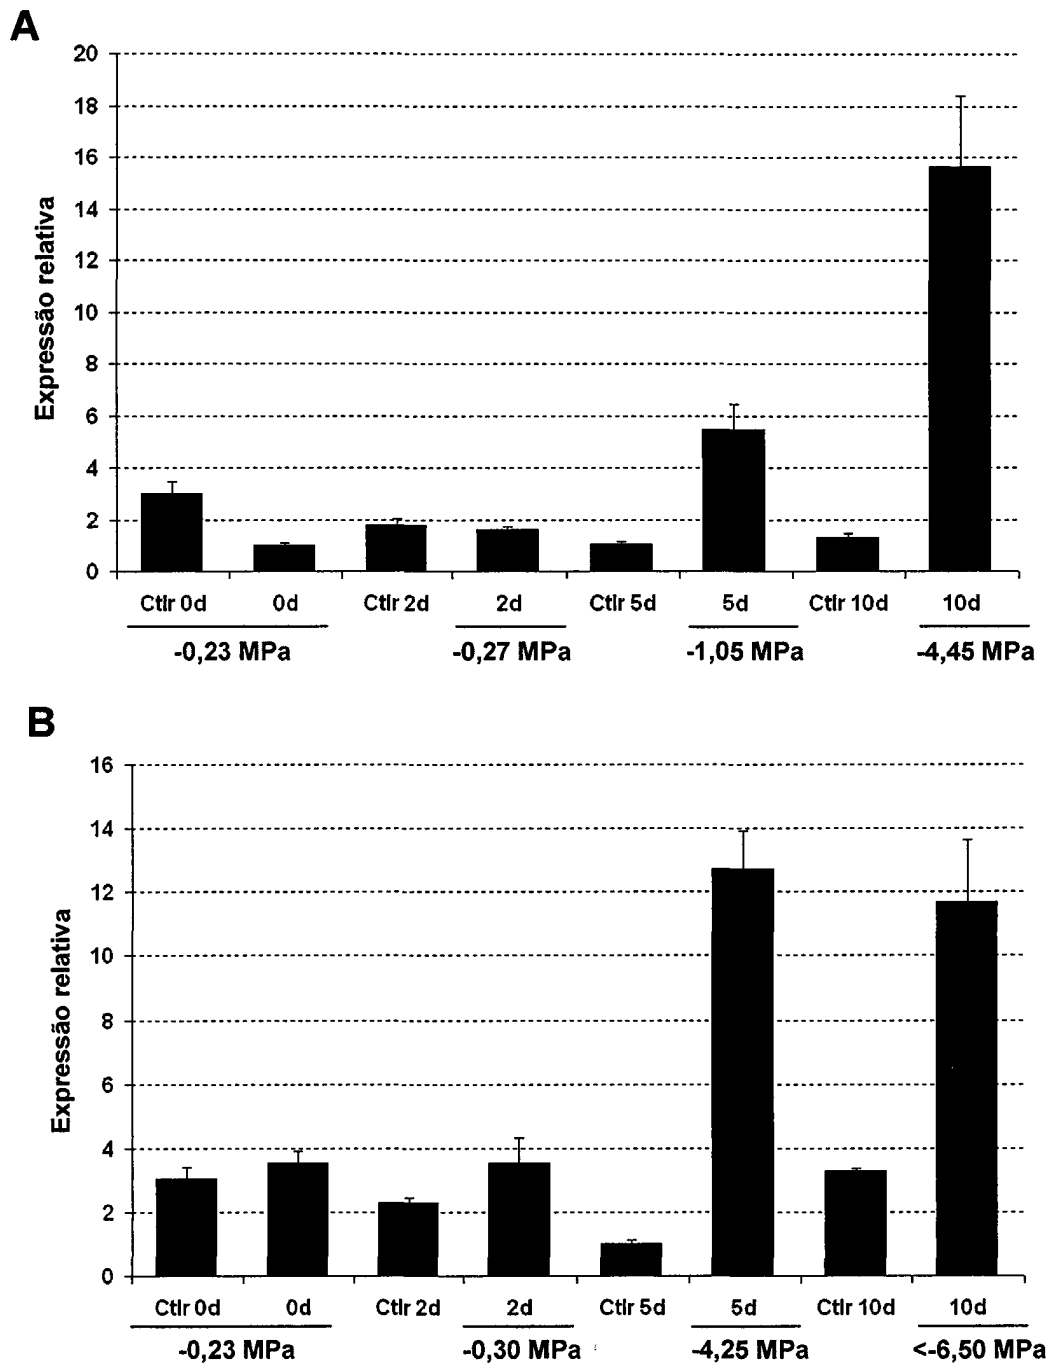 A
20
18
16
14
12
10
8
6
4
2
0
Expressão relativa
Ctlr 0d 0d Ctlr 2d 2d Ctlr 5d 5d Ctlr 10d 10d
-0,23 MPa -0,27 MPa -1,05 MPa -4,45 MPa
B
16
14
12
10
8
6
4
2
0
Expressão relativa
Ctlr 0d 0d Ctlr 2d 2d Ctlr 5d 5d Ctlr 10d 10d
-0,23 MPa -0,30 MPa -4,25 MPa <-6,50 MPa